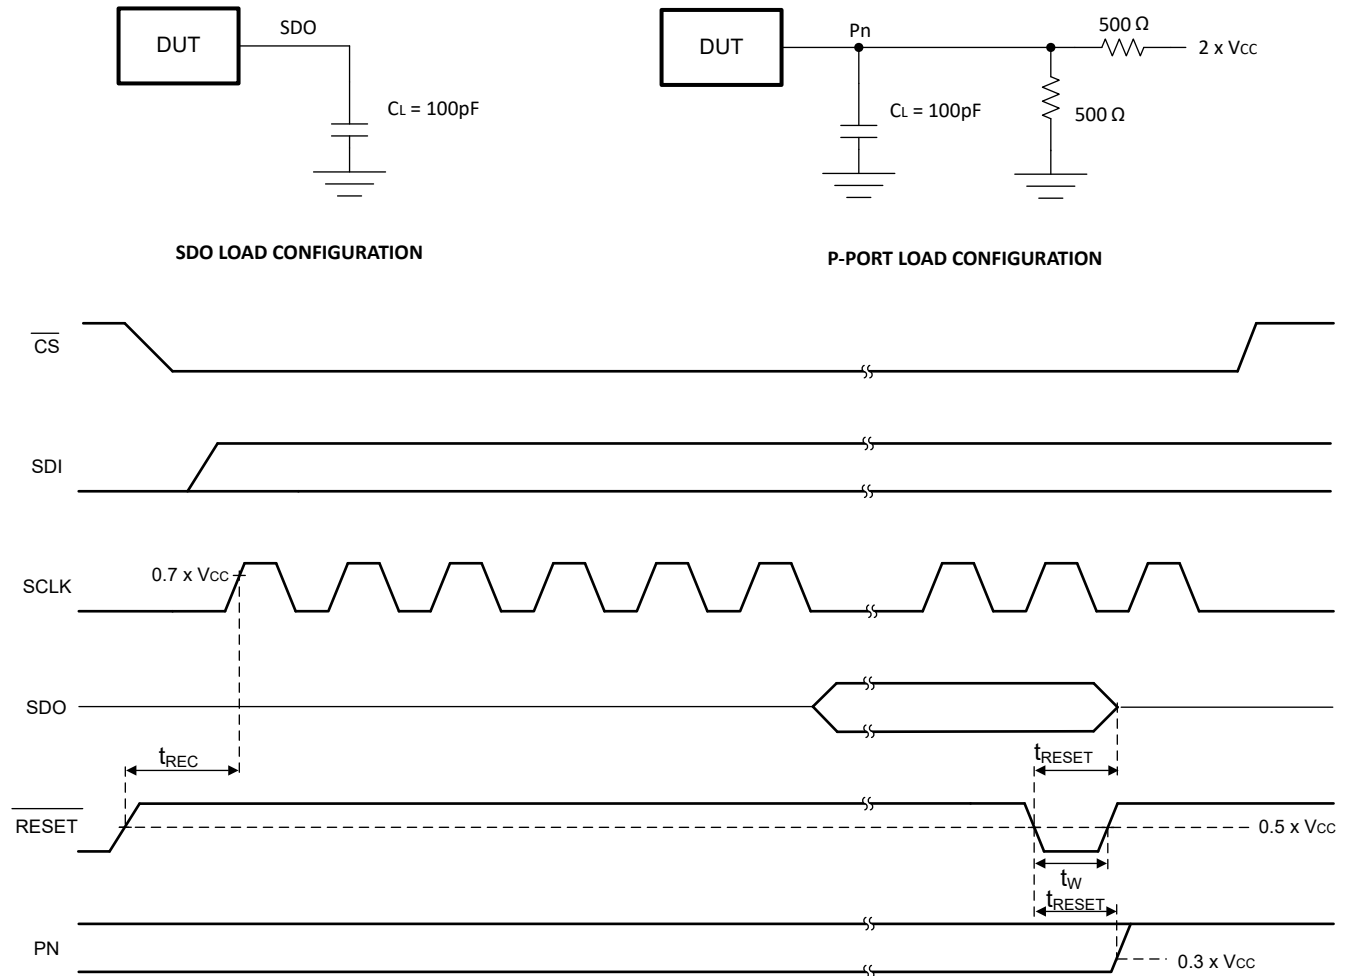 DUT
SDO
CL = 100pF
SDO LOAD CONFIGURATION
DUT
Pn
500 Ω
2 x VCC
CL = 100pF
500 Ω
P-PORT LOAD CONFIGURATION
CS
SDI
SCLK
0.7 x VCC
SDO
tREC
tRESET
RESET
0.5 x VCC
tW
tRESET
PN
0.3 x VCC